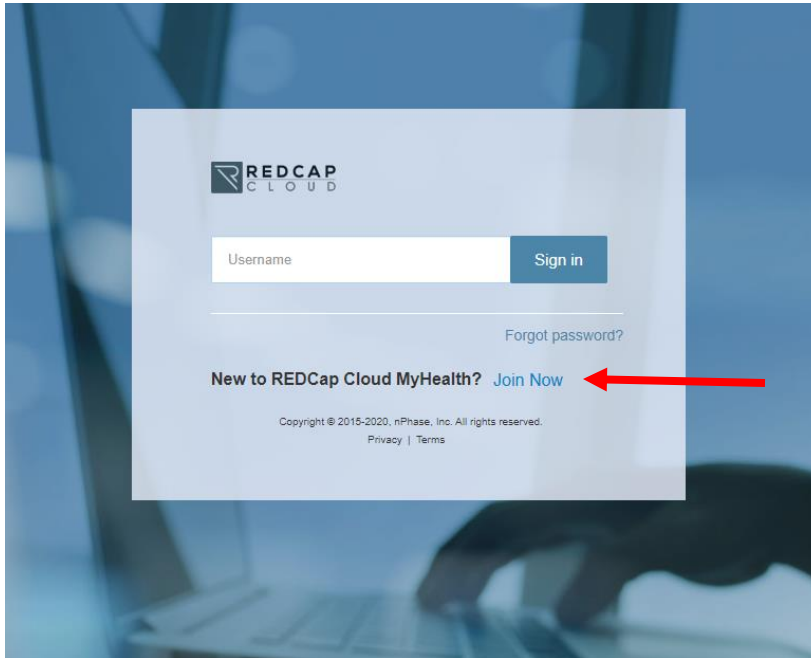 REDCAP
CLOUD
Username
Sign in
Forgot password?
New to REDCap Cloud MyHealth? Join Now
Copyright © 2015-2020, nPhase, Inc. All rights reserved.
Privacy | Terms